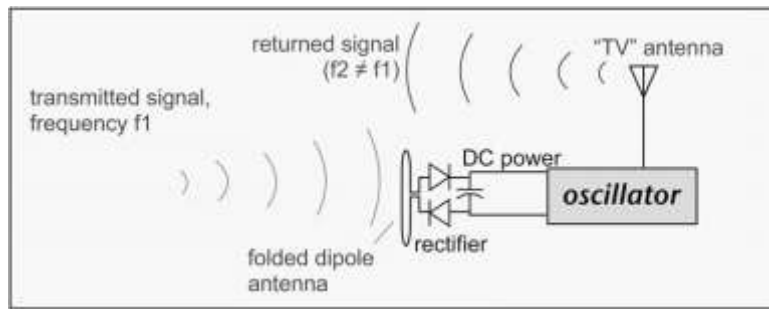 returned signal
(f2 ≠ f1)
“TV” antenna
transmitted signal,
frequency f1
DC power
oscillator
rectifier
folded dipole
antenna